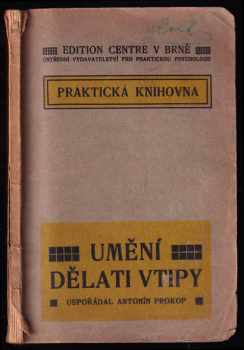 EDITION CENTRE V BRNĚ
ÚSTŘEDNÍ VYDAVATELSTVÍ PRO PRAKTICKOU PSYCHOLOGII
PRAKTICKÁ KNIHOVNA
UMĚNÍ
DĚLATI VTIPY
USPOŘÁDAL ANTONÍN PROKOP